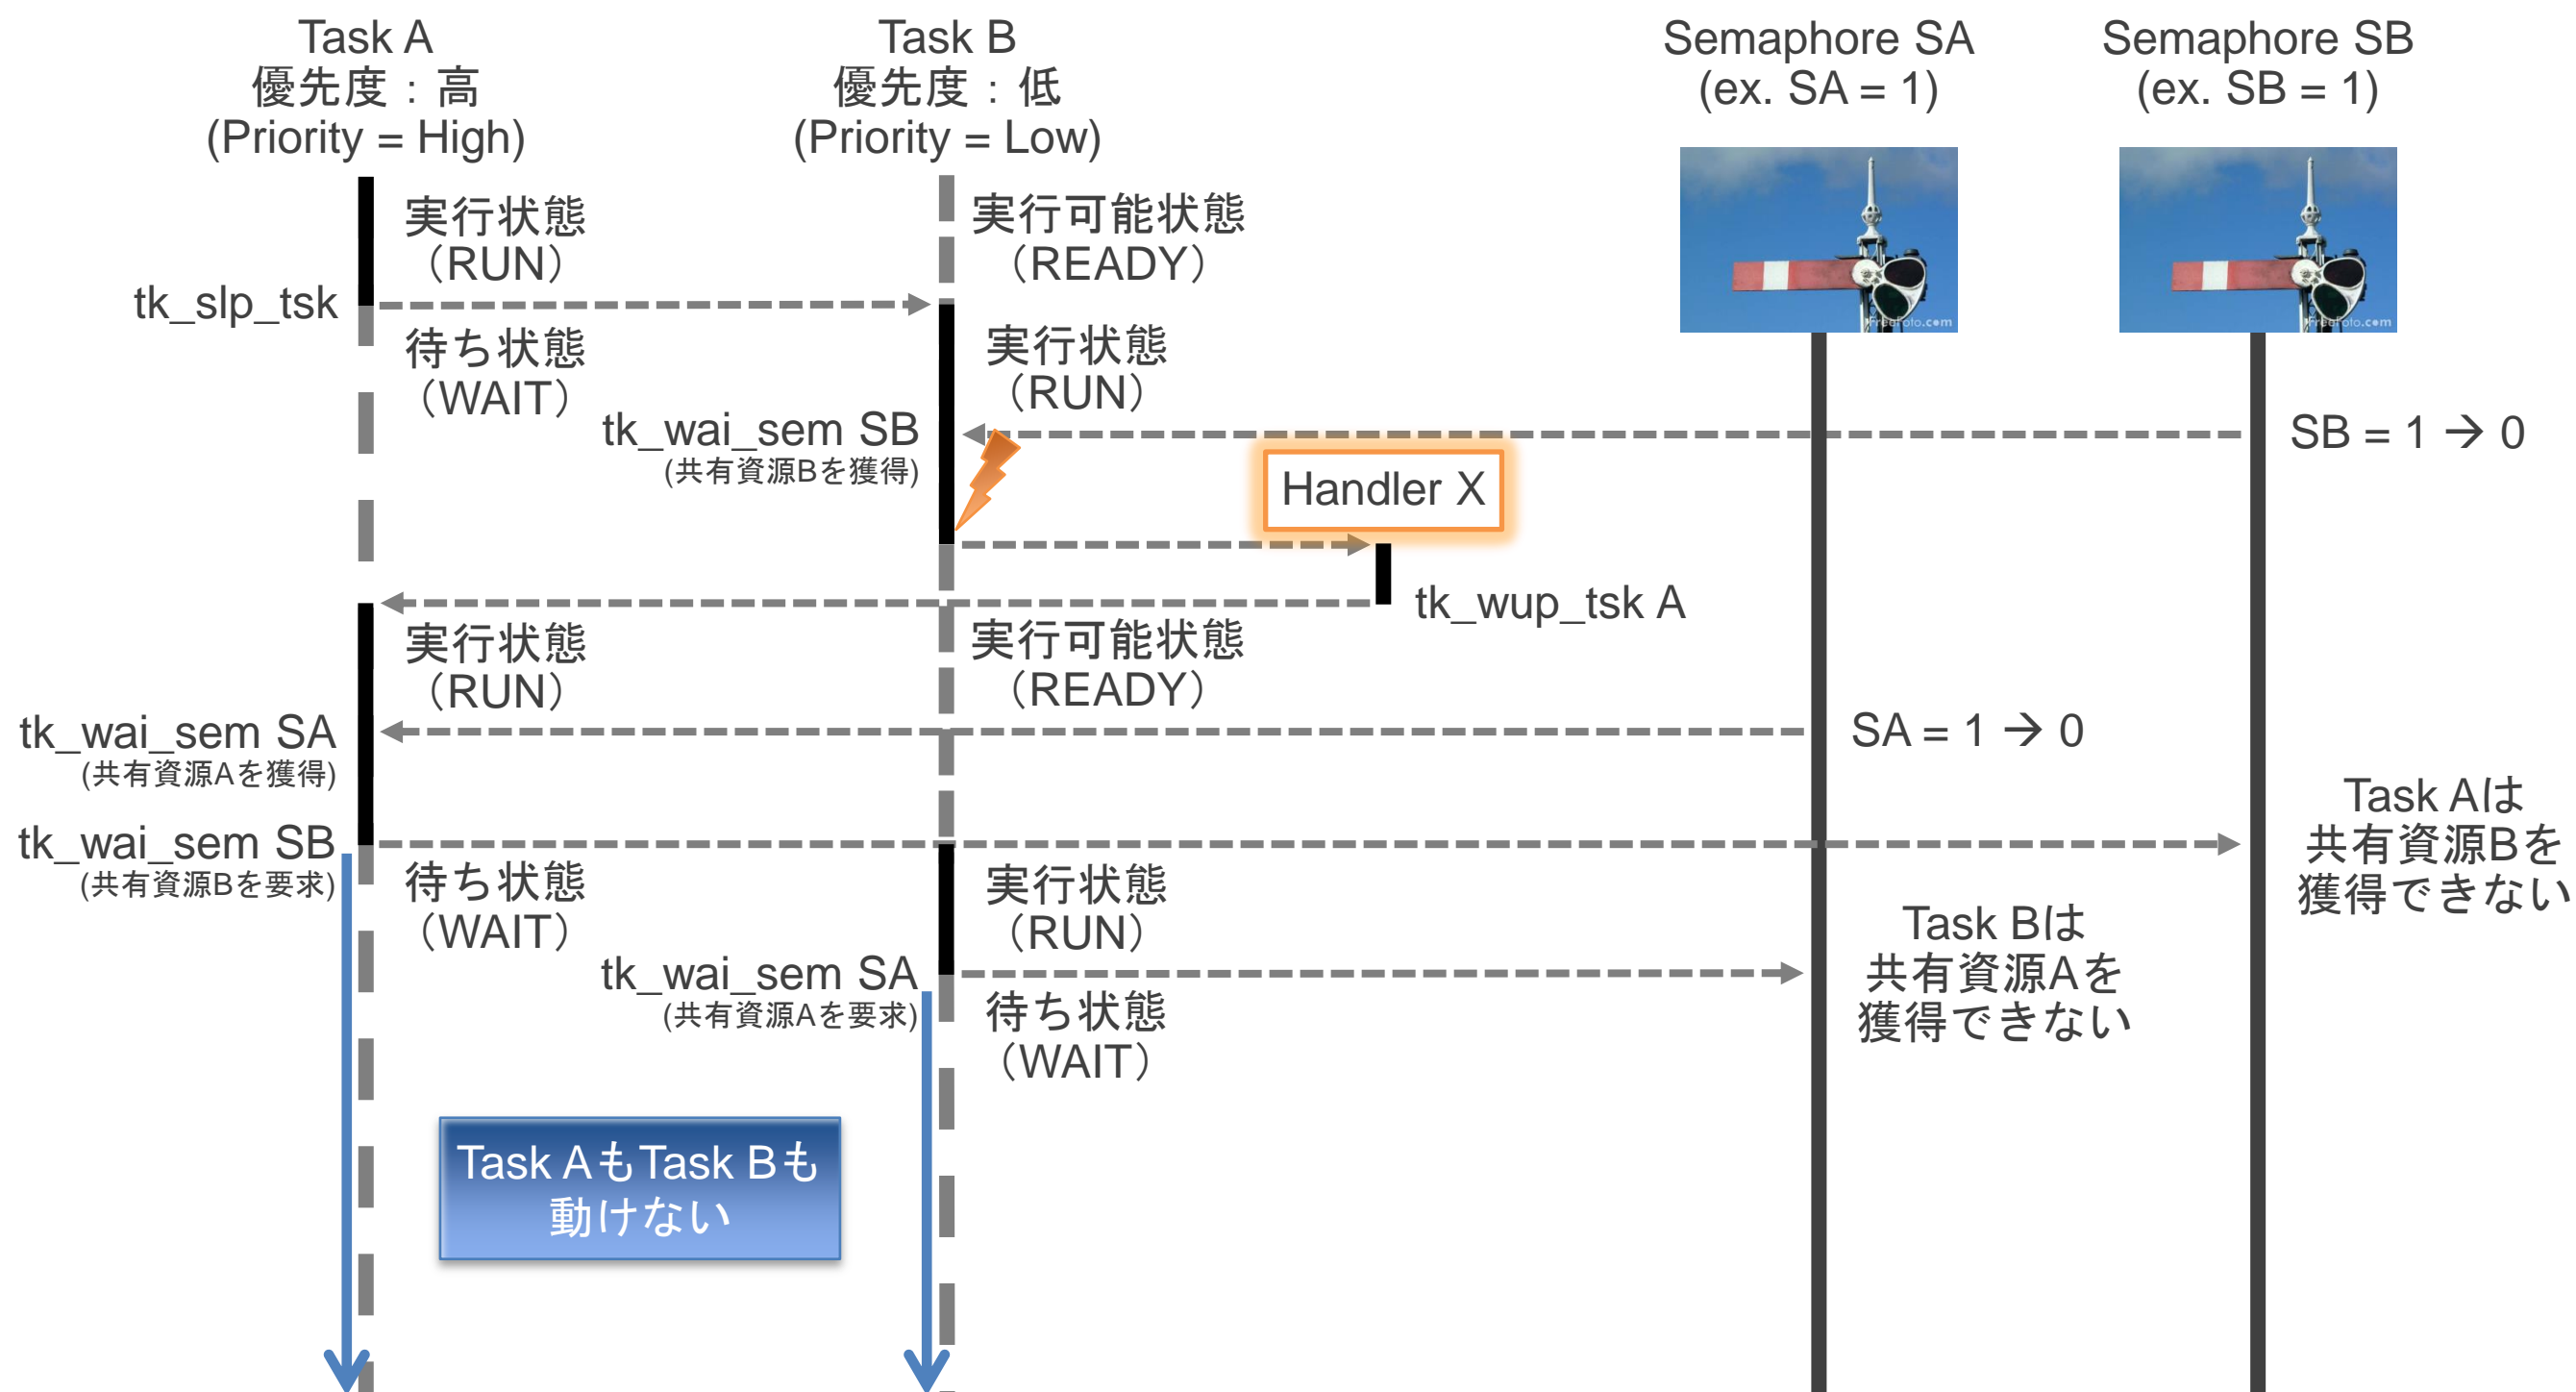 Task A
優先度：高
(Priority = High)
Task B
優先度：低
(Priority = Low)
Semaphore SA
(ex. SA = 1)
Semaphore SB
(ex. SB = 1)
FreeFoto.com
FreeFoto.com
実行状態
（RUN）
実行可能状態
（READY）
tk_slp_tsk
待ち状態
（WAIT）
実行状態
（RUN）
tk_wai_sem SB
(共有資源Bを獲得)
SB = 1 → 0
Handler X
tk_wup_tsk A
実行状態
（RUN）
実行可能状態
（READY）
tk_wai_sem SA
(共有資源Aを獲得)
SA = 1 → 0
tk_wai_sem SB
(共有資源Bを要求)
Task Aは
共有資源Bを
獲得できない
待ち状態
（WAIT）
実行状態
（RUN）
tk_wai_sem SA
(共有資源Aを要求)
Task Bは
共有資源Aを
獲得できない
待ち状態
（WAIT）
Task AもTask Bも
動けない